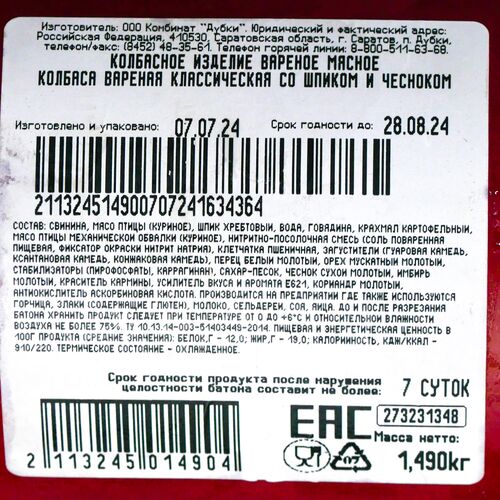 Изготовитель: ООО Комбинат "Дубки". Юридический и фактический адрес:
Российская Федерация, 410530, Саратовская область, г. Саратов, п. Дубки,
телефон/факс: (8452) 48-35-61. Телефон горячей линии: 8-800-511-63-68.
КОЛБАСНОЕ ИЗДЕЛИЕ ВАРЕНОЕ МЯСНОЕ
КОЛБАСА ВАРЕНАЯ КЛАССИЧЕСКАЯ СО ШПИКОМ И ЧЕСНОКОМ
Изготовлено и упаковано: 07.07.24 Срок годности до: 28.08.24
2113245149007072416343​64
СОСТАВ: СВИНИНА, МЯСО ПТИЦЫ (КУРИНОЕ), ШПИК ХРЕБТОВЫЙ, ВОДА, ГОВЯДИНА, КРАХМАЛ КАРТОФЕЛЬНЫЙ,
МЯСО ПТИЦЫ МЕХАНИЧЕСКОЙ ОБВАЛКИ (КУРИНОЕ), НИТРИТНО-ПОСОЛОЧНАЯ СМЕСЬ (СОЛЬ ПОВАРЕННАЯ
ПИЩЕВАЯ, ФИКСАТОР ОКРАСКИ НИТРИТ НАТРИЯ), КЛЕТЧАТКА ПШЕНИЧНАЯ, ЗАГУСТИТЕЛИ (ГУАРОВАЯ КАМЕДЬ,
КСАНТАНОВАЯ КАМЕДЬ, КОНЖАКОВАЯ КАМЕДЬ), ПЕРЕЦ БЕЛЫЙ МОЛОТЫЙ, ОРЕХ МУСКАТНЫЙ МОЛОТЫЙ,
СТАБИЛИЗАТОРЫ (ПИРОФОСФАТЫ, КАРРАГИНАН), САХАР-ПЕСОК, ЧЕСНОК СУХОЙ МОЛОТЫЙ, ИМБИРЬ
МОЛОТЫЙ, КРАСИТЕЛЬ КАРМИНЫ, УСИЛИТЕЛЬ ВКУСА И АРОМАТА Е621, КОРИАНДР МОЛОТЫЙ,
АНТИОКИСЛИТЕЛЬ АСКОРБИНОВАЯ КИСЛОТА. ПРОИЗВОДИТСЯ НА ПРЕДПРИЯТИИ ГДЕ ТАКЖЕ ИСПОЛЬЗУЮТСЯ
ГОРЧИЦА, ЗЛАКИ (СОДЕРЖАЩИЕ ГЛЮТЕН), МОЛОКО, СЕЛЬДЕРЕЙ, СОЯ, ЯЙЦА. ДО И ПОСЛЕ РАЗРЕЗАНИЯ
БАТОНА ХРАНИТЬ ПРОДУКТ СЛЕДУЕТ ПРИ ТЕМПЕРАТУРЕ ОТ 0 ДО +6°С И ОТНОСИТЕЛЬНОЙ ВЛАЖНОСТИ
ВОЗДУХА НЕ БОЛЕЕ 75%. ТУ 10.13.14-003-51403449-2014. ПИЩЕВАЯ И ЭНЕРГЕТИЧЕСКАЯ ЦЕННОСТЬ В
100Г ПРОДУКТА (СРЕДНИЕ ЗНАЧЕНИЯ): БЕЛОК,Г - 12,0; ЖИР,Г - 19,0; КАЛОРИЙНОСТЬ, КДЖ/ККАЛ -
910/220. ТЕРМИЧЕСКОЕ СОСТОЯНИЕ - ОХЛАЖДЕННОЕ.
Срок годности продукта после нарушения
целостности батона составит не более: 7 СУТОК
2 113245 014904
EAC
07
273231348
Масса нетто:
1,490кг